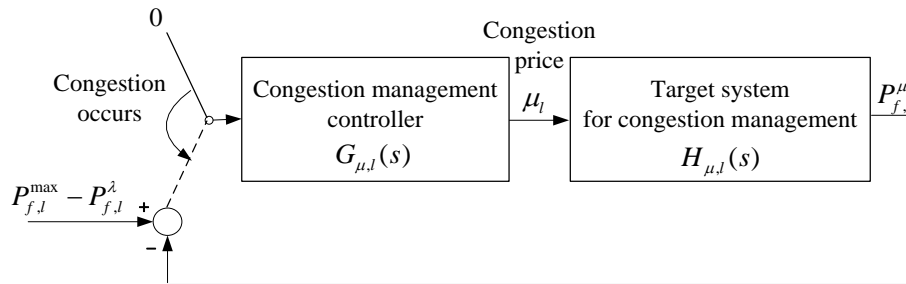 0
Congestion
occurs
Congestion management
controller
G_{μ,l}(s)
Congestion
price
μ_l
Target system
for congestion management
H_{μ,l}(s)
P_{f,}^{μ}
P_{f,l}^{max} − P_{f,l}^{λ}
+
−